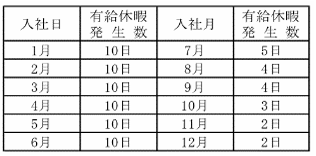 入社日 有給休暇発生数 入社月 有給休暇発生数
1月 10日 7月 5日
2月 10日 8月 4日
3月 10日 9月 4日
4月 10日 10月 3日
5月 10日 11月 2日
6月 10日 12月 2日